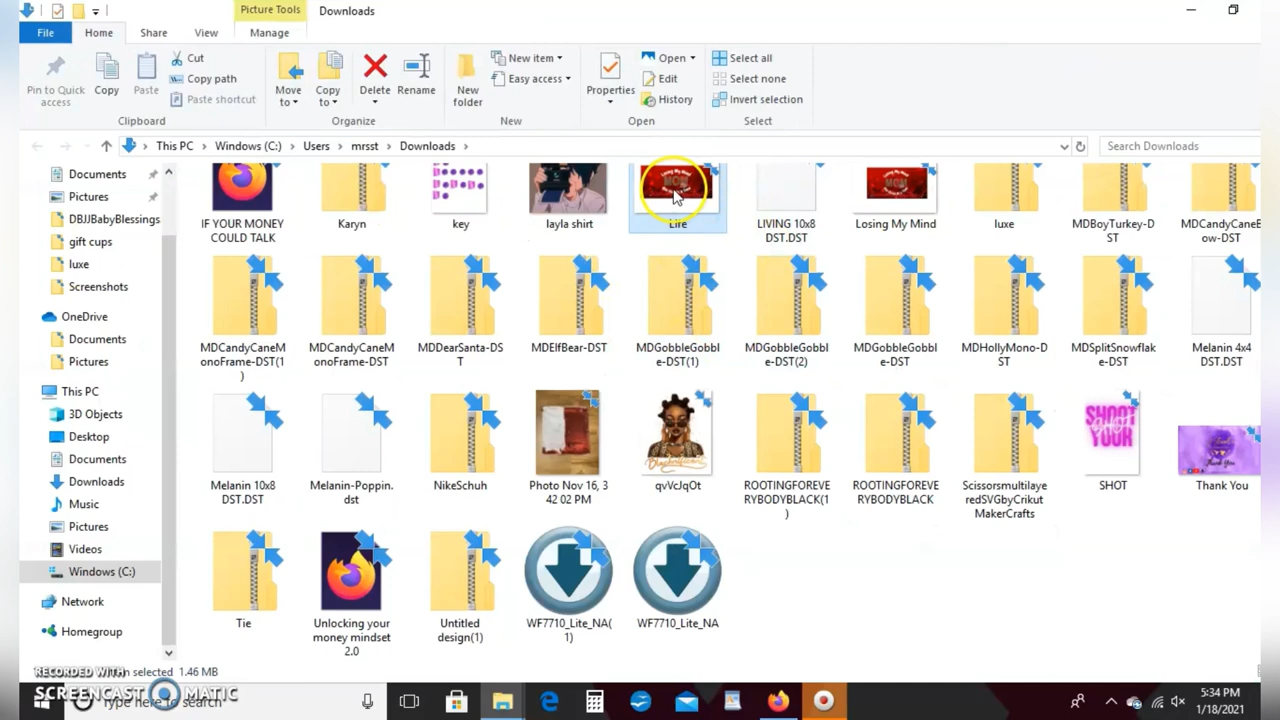 Picture Tools Downloads
File Home Share View Manage
Pin to Quick access
Copy
Paste
Cut
Copy path
Paste shortcut
Clipboard
Move to
Copy to
Delete
Rename
Organize
New folder
New item
Easy access
New
Properties
Open
Edit
History
Open
Select all
Select none
Invert selection
Select
This PC Windows (C:) Users mrsst Downloads
Search Downloads
Documents
Pictures
DBJJBabyBlessings
gift cups
luxe
Screenshots
OneDrive
Documents
Pictures
This PC
3D Objects
Desktop
Documents
Downloads
Music
Pictures
Videos
Windows (C:)
Network
Homegroup
IF YOUR MONEY COULD TALK
Karyn
key
layla shirt
Life
LIVING 10x8 DST.DST
Losing My Mind
luxe
MDBoyTurkey-D
ST
MDCandyCaneB
ow-DST
MDCandyCaneM
onoFrame-DST(1
)
MDCandyCaneM
onoFrame-DST
MDDearSanta-DS
T
MDElfBear-DST
MDGobbleGobbl
e-DST(1)
MDGobbleGobbl
e-DST(2)
MDGobbleGobbl
e-DST
MDHollyMono-D
ST
MDSplitSnowflak
e-DST
Melanin 4x4
DST.DST
Melanin 10x8
DST.DST
Melanin-Poppin.
dst
NikeSchuh
Photo Nov 16, 3
42 02 PM
qvVcJqOt
ROOTINGFOREVE
RYBODYBLACK(1
)
ROOTINGFOREVE
RYBODYBLACK
Scissorsmultilaye
redSVGbyCrikut
MakerCrafts
SHOOT
YOUR
SHOT
SHOT
Thank You
Thank You
Tie
Unlocking your
money mindset
2.0
Untitled
design(1)
WF7710_Lite_NA(
1)
WF7710_Lite_NA
selected 1.46 MB
RECORDED WITH
SCREENCAST MATIC
Type here to search
5:34 PM
1/18/2021